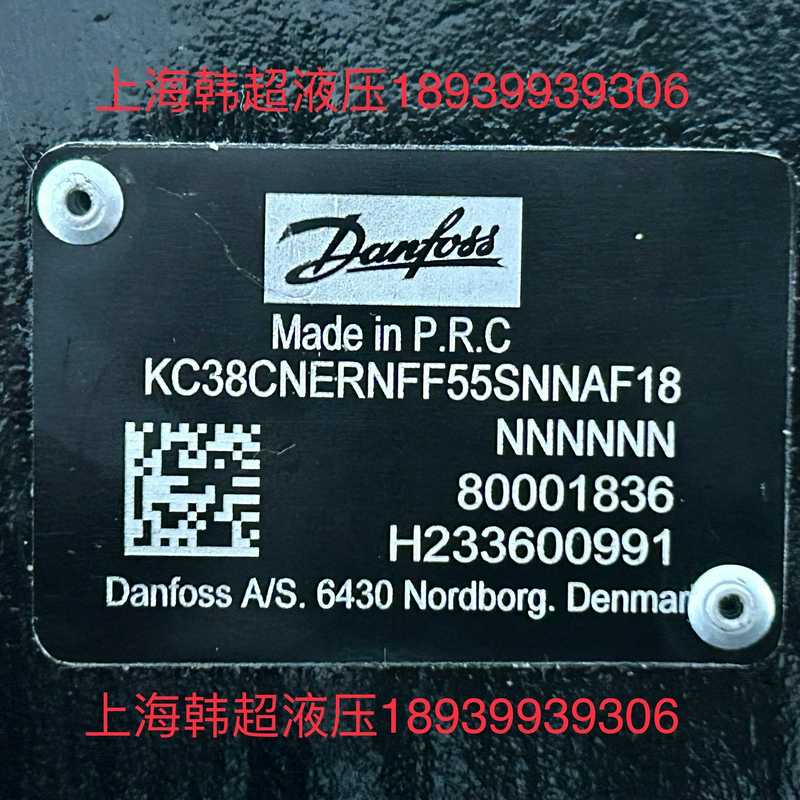 上海韩超液压18939939306
Danfoss
Made in P.R.C
KC38CNERNFF55SNNAF18
NNNNNN
80001836
H233600991
Danfoss A/S. 6430 Nordborg. Denmar
上海韩超液压18939939306